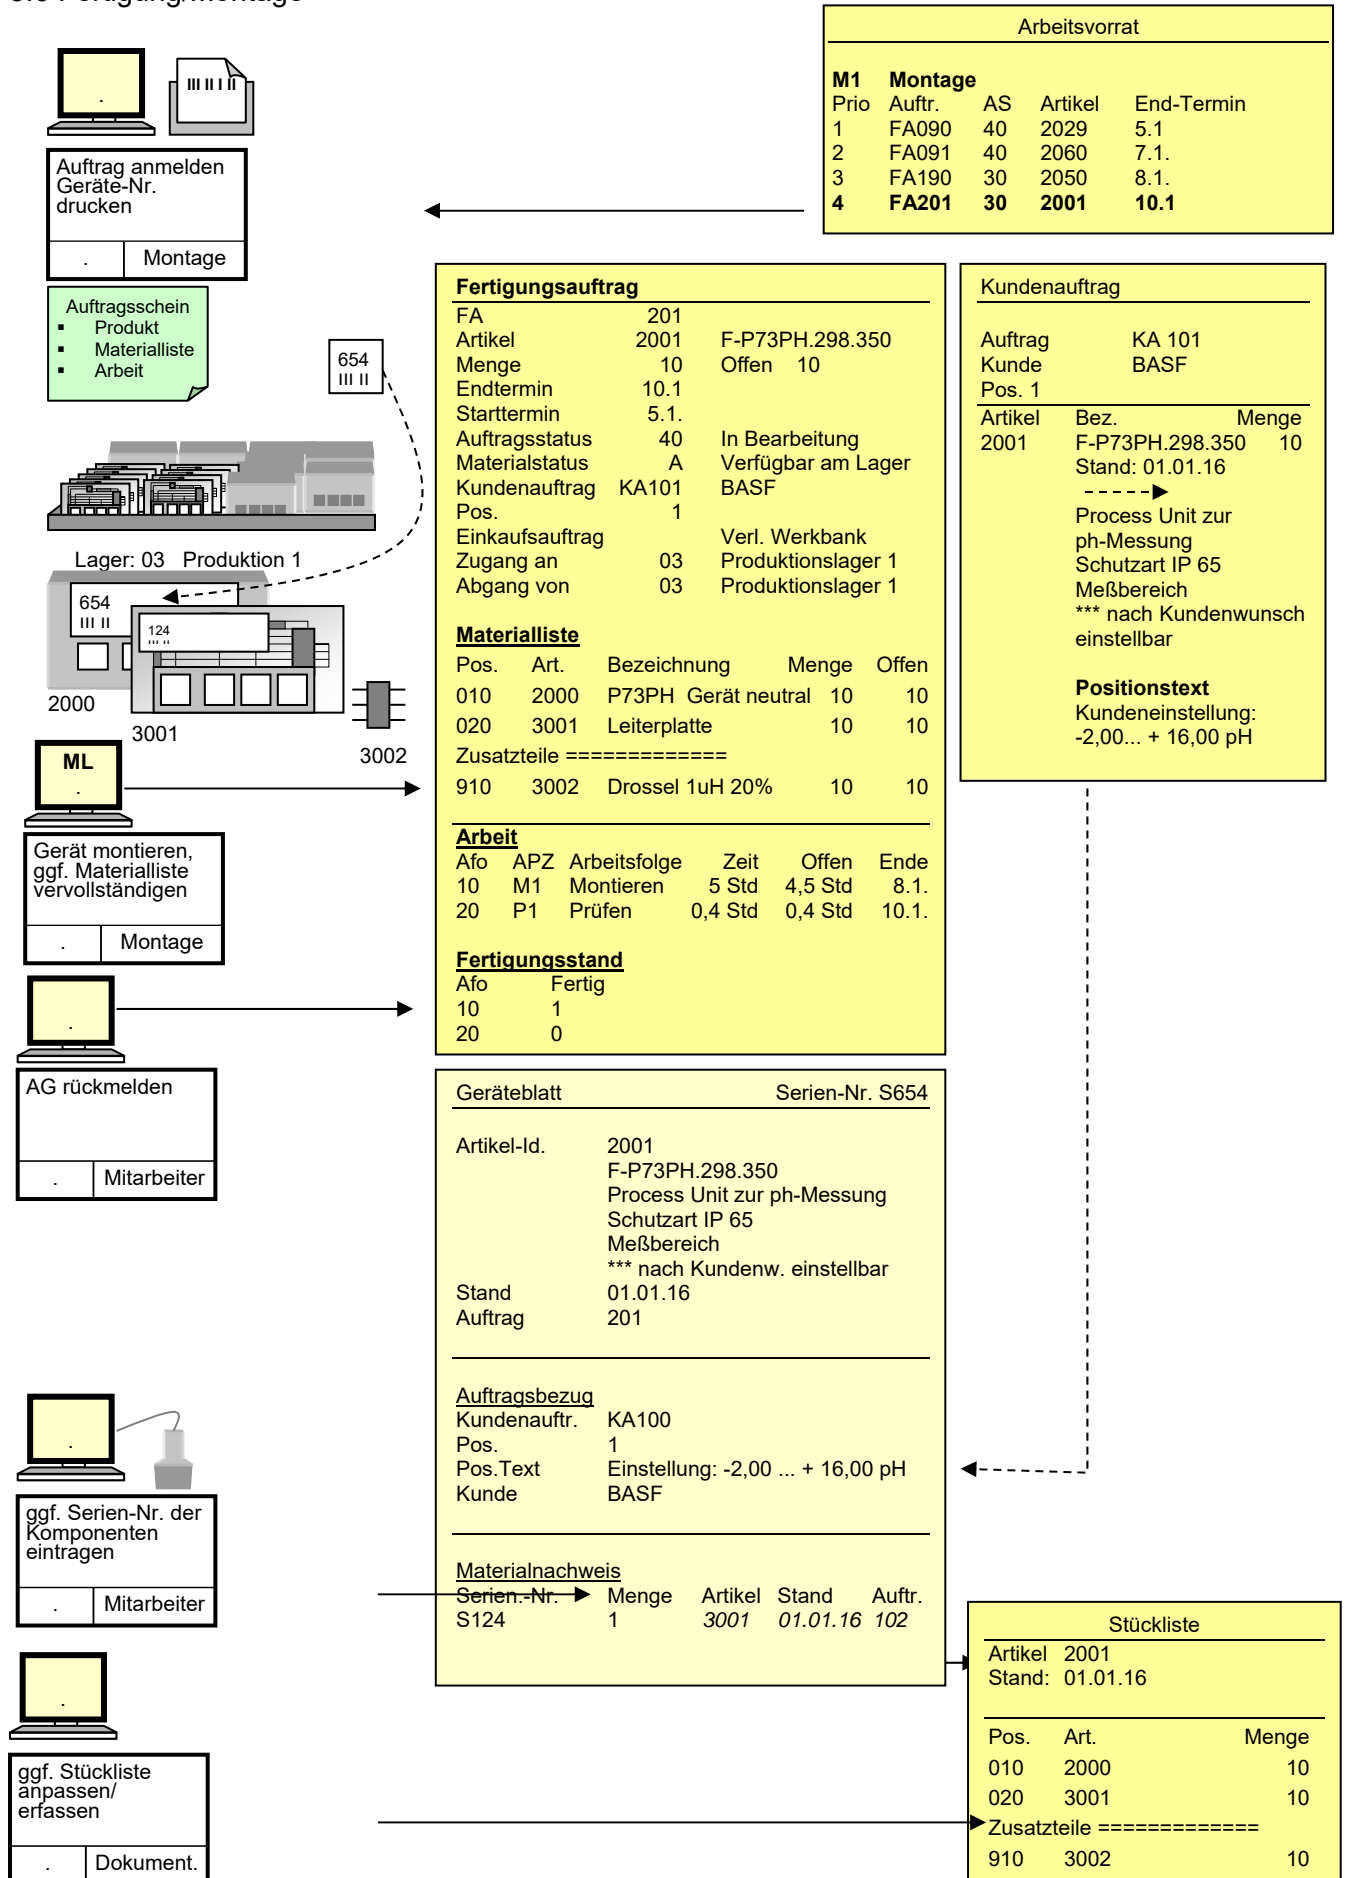 Arbeitsvorrat
M1 Montage
Prio Auftr. AS Artikel End-Termin
1 FA090 40 2029 5.1
2 FA091 40 2060 7.1.
3 FA190 30 2050 8.1.
4 FA201 30 2001 10.1
Auftrag anmelden
Geräte-Nr.
drucken
. Montage
Auftragsschein
▪ Produkt
▪ Materialliste
▪ Arbeit
654
III II
Lager: 03 Produktion 1
654
III II
124
2000
3001
3002
Fertigungsauftrag
FA 201
Artikel 2001 F-P73PH.298.350
Menge 10 Offen 10
Endtermin 10.1
Starttermin 5.1.
Auftragsstatus 40 In Bearbeitung
Materialstatus A Verfügbar am Lager
Kundenauftrag KA101 BASF
Pos. 1
Einkaufsauftrag Verl. Werkbank
Zugang an 03 Produktionslager 1
Abgang von 03 Produktionslager 1
Materialliste
Pos. Art. Bezeichnung Menge Offen
010 2000 P73PH Gerät neutral 10 10
020 3001 Leiterplatte 10 10
Zusatzteile =============
910 3002 Drossel 1uH 20% 10 10
Arbeit
Afo APZ Arbeitsfolge Zeit Offen Ende
10 M1 Montieren 5 Std 4,5 Std 8.1.
20 P1 Prüfen 0,4 Std 0,4 Std 10.1.
Fertigungsstand
Afo Fertig
10 1
20 0
Kundenauftrag
Auftrag KA 101
Kunde BASF
Pos. 1
Artikel Bez. Menge
2001 F-P73PH.298.350 10
Stand: 01.01.16
Process Unit zur
ph-Messung
Schutzart IP 65
Meßbereich
*** nach Kundenwunsch
einstellbar
Positionstext
Kundeneinstellung:
-2,00... + 16,00 pH
ML
.
Gerät montieren,
ggf. Materialliste
vervollständigen
. Montage
AG rückmelden
. Mitarbeiter
Geräteblatt Serien-Nr. S654
Artikel-Id. 2001
F-P73PH.298.350
Process Unit zur ph-Messung
Schutzart IP 65
Meßbereich
*** nach Kundenw. einstellbar
Stand 01.01.16
Auftrag 201
Auftragsbezug
Kundenauftr. KA100
Pos. 1
Pos.Text Einstellung: -2,00 ... + 16,00 pH
Kunde BASF
Materialnachweis
Serien.-Nr. Menge Artikel Stand Auftr.
S124 1 3001 01.01.16 102
ggf. Serien-Nr. der
Komponenten
eintragen
. Mitarbeiter
ggf. Stückliste
anpassen/
erfassen
. Dokument.
Stückliste
Artikel 2001
Stand: 01.01.16
Pos. Art. Menge
010 2000 10
020 3001 10
Zusatzteile =============
910 3002 10